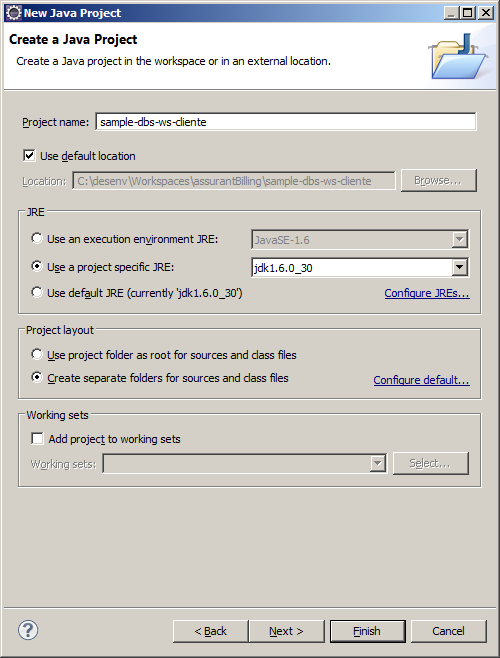 New Java Project
Create a Java Project
Create a Java project in the workspace or in an external location.
Project name: sample-dbs-ws-cliente
Use default location
Location: C:\desenv\Workspaces\assurantBilling\sample-dbs-ws-cliente Browse...
JRE
Use an execution environment JRE: JavaSE-1.6
Use a project specific JRE: jdk1.6.0_30
Use default JRE (currently 'jdk1.6.0_30') Configure JREs...
Project layout
Use project folder as root for sources and class files
Create separate folders for sources and class files Configure default...
Working sets
Add project to working sets
Working sets: Select...
? < Back Next > Finish Cancel